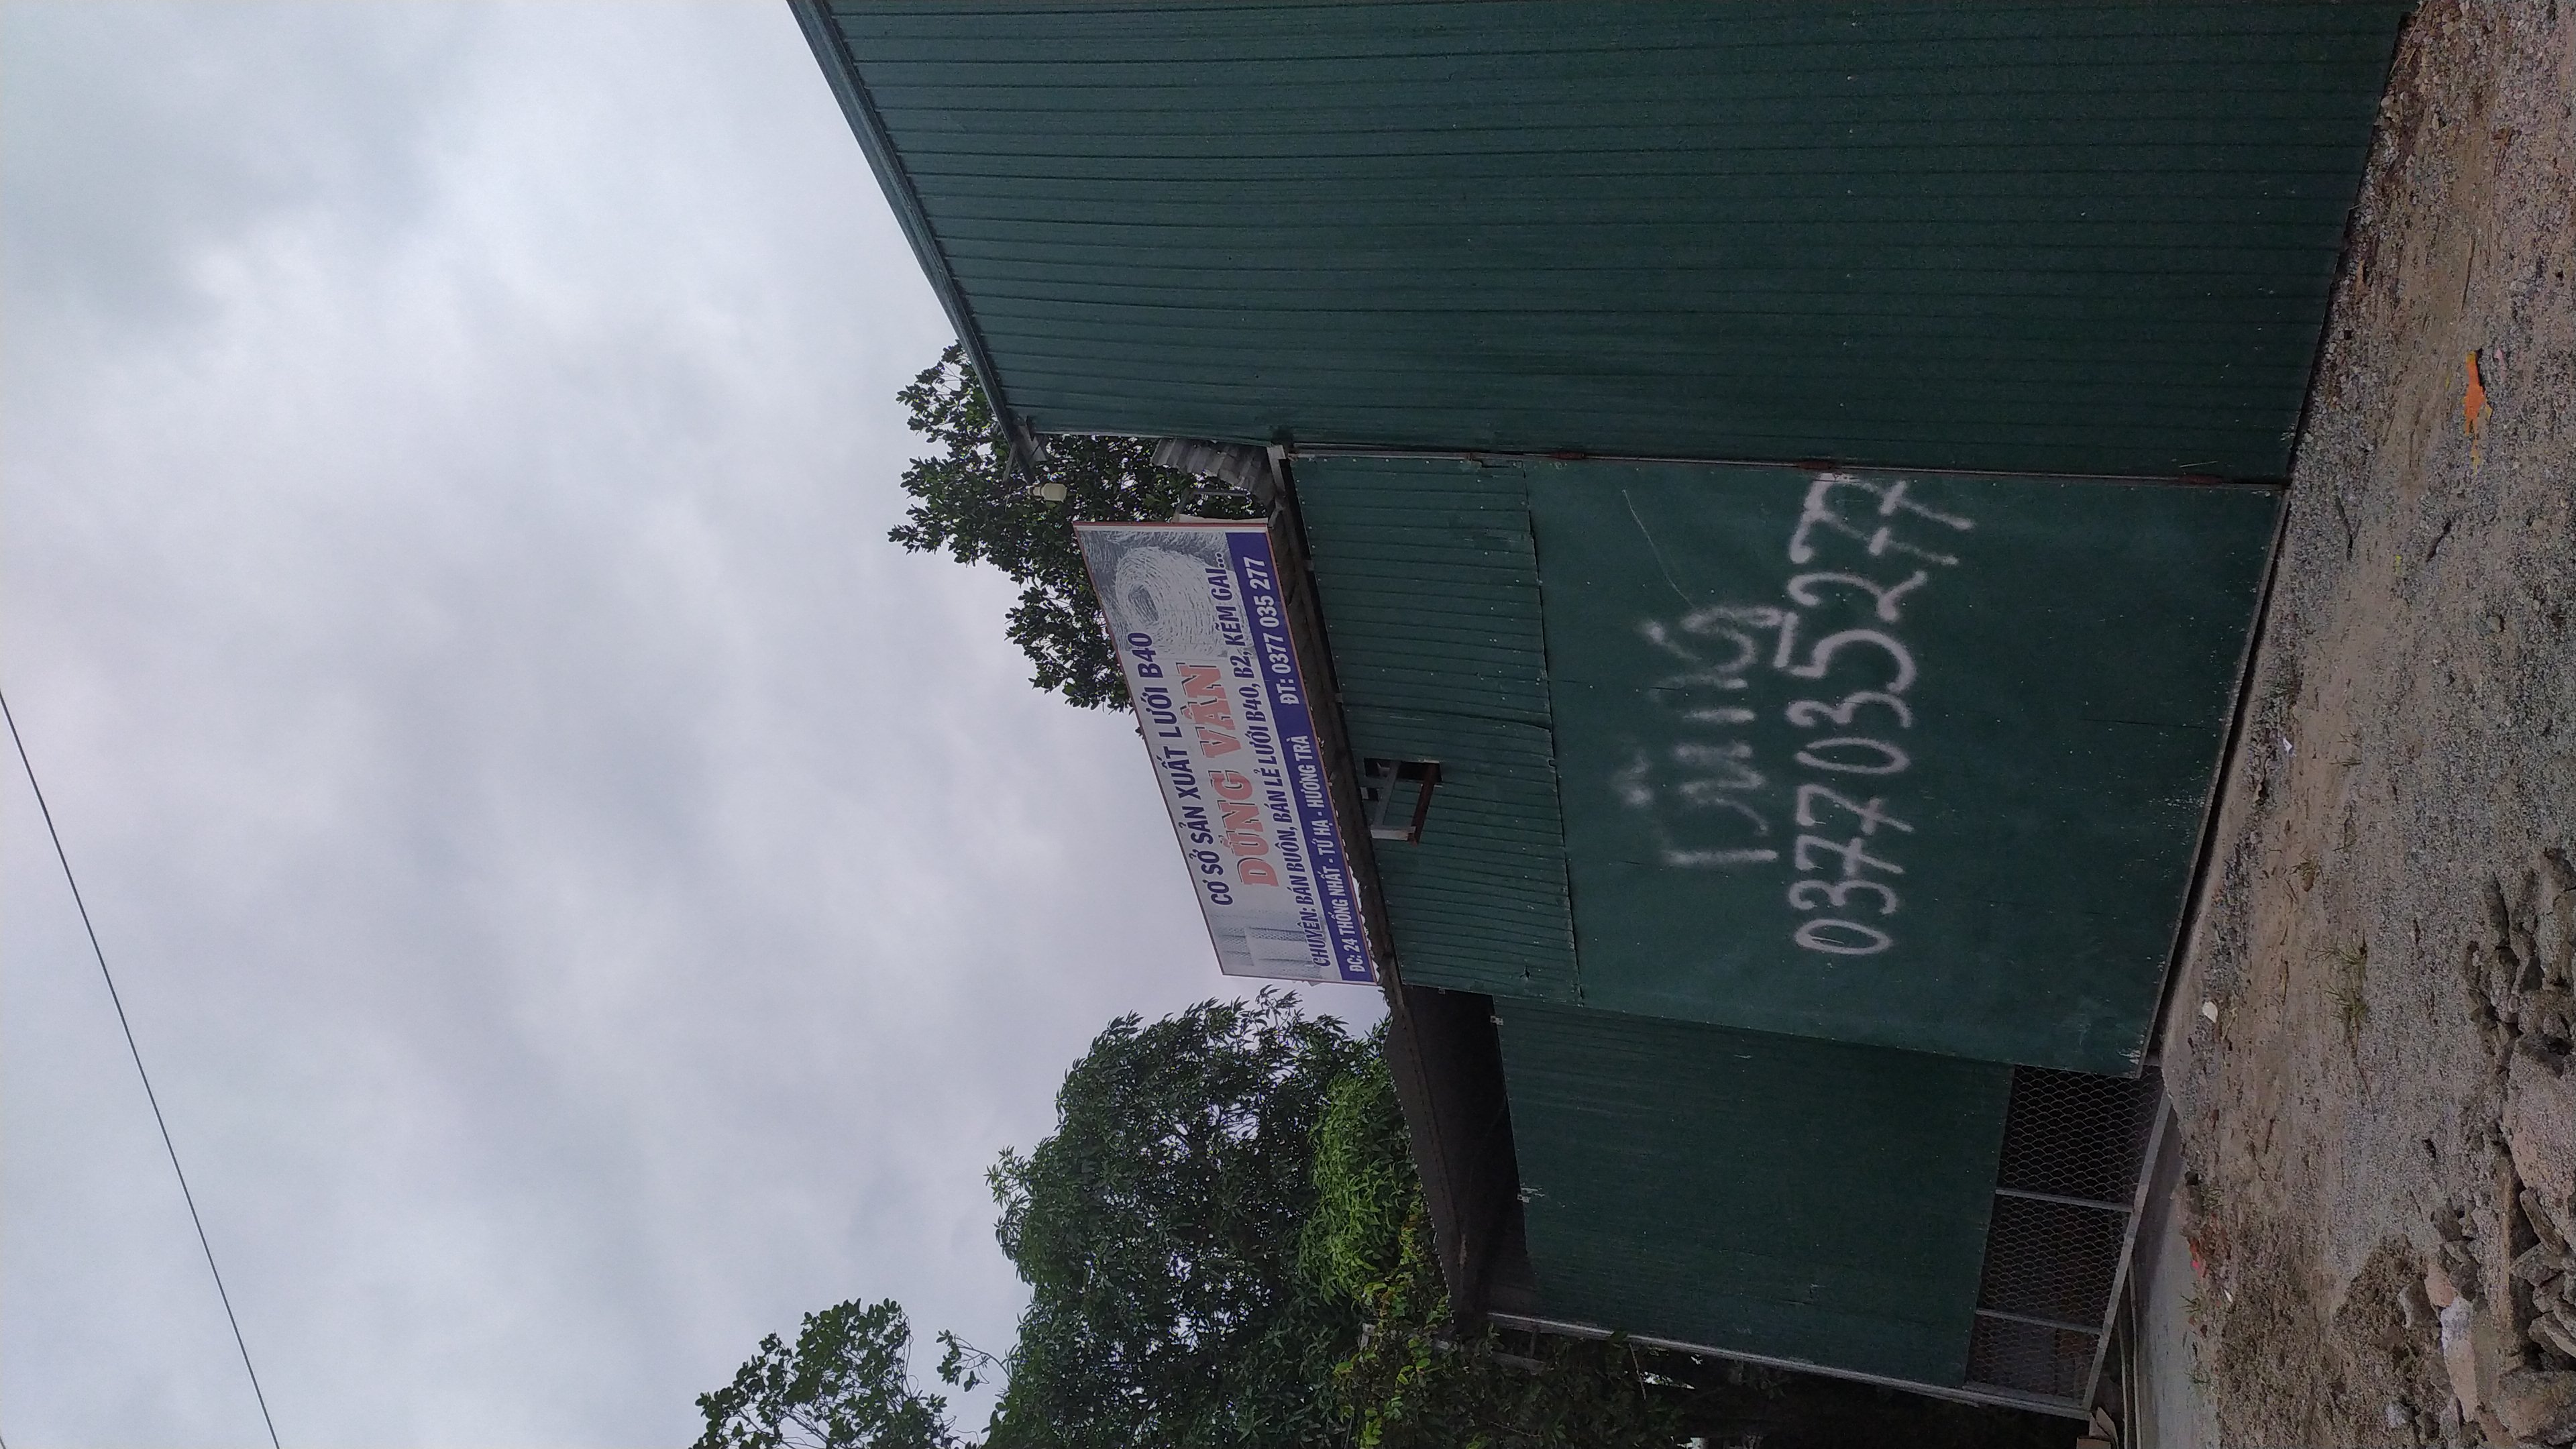 CƠ SỞ SẢN XUẤT LƯỚI B40
DŨNG VÂN
CHUYÊN: BÁN BUÔN, BÁN LẺ LƯỚI B40, B2, KẼM GAI...
ĐC: 24 THỐNG NHẤT - TỨ HẠ - HƯƠNG TRÀ ĐT: 0377 035 277
Dũng
0377035277